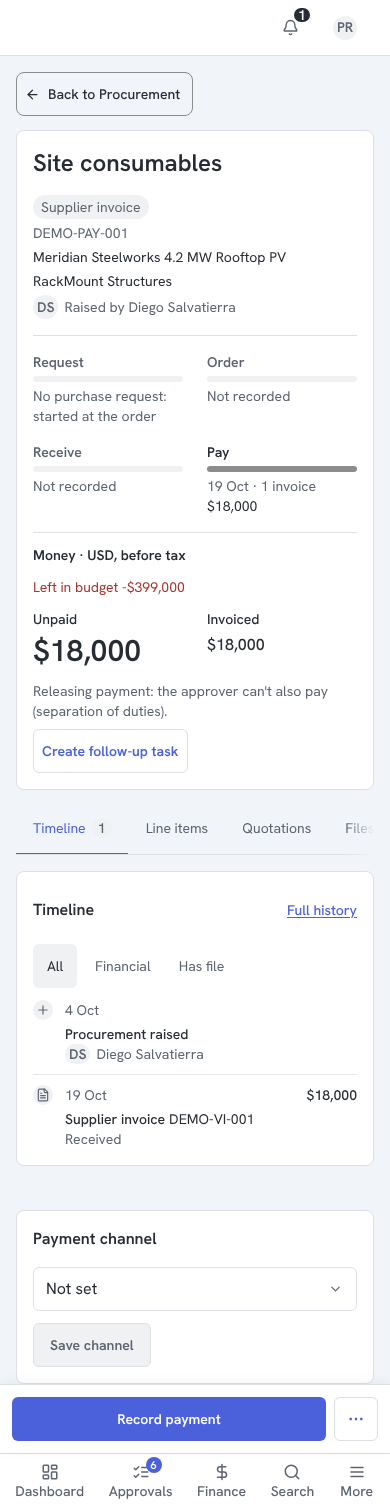 1
PR
Back to Procurement
Site consumables
Supplier invoice
DEMO-PAY-001
Meridian Steelworks 4.2 MW Rooftop PV
RackMount Structures
DS Raised by Diego Salvatierra
Request Order
No purchase request: Not recorded
started at the order
Receive Pay
Not recorded 19 Oct · 1 invoice
$18,000
Money · USD, before tax
Left in budget -$399,000
Unpaid Invoiced
$18,000 $18,000
Releasing payment: the approver can't also pay
(separation of duties).
Create follow-up task
Timeline 1 Line items Quotations Files
Timeline Full history
All Financial Has file
4 Oct
Procurement raised
DS Diego Salvatierra
19 Oct $18,000
Supplier invoice DEMO-VI-001
Received
Payment channel
Not set
Save channel
Record payment ...
6
Dashboard Approvals Finance Search More